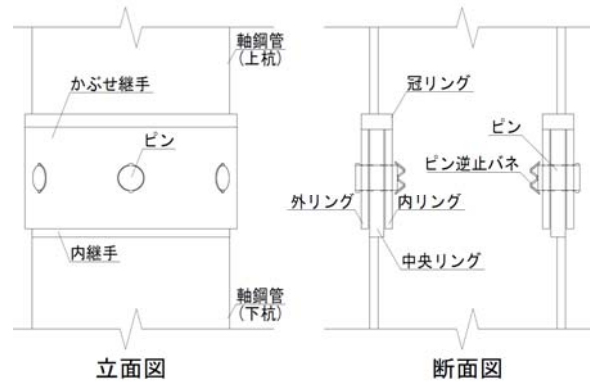 軸鋼管
(上杭)
かぶせ継手
ピン
内継手
軸鋼管
(下杭)
立面図
冠リング
ピン
ピン逆止バネ
外リング
内リング
中央リング
断面図